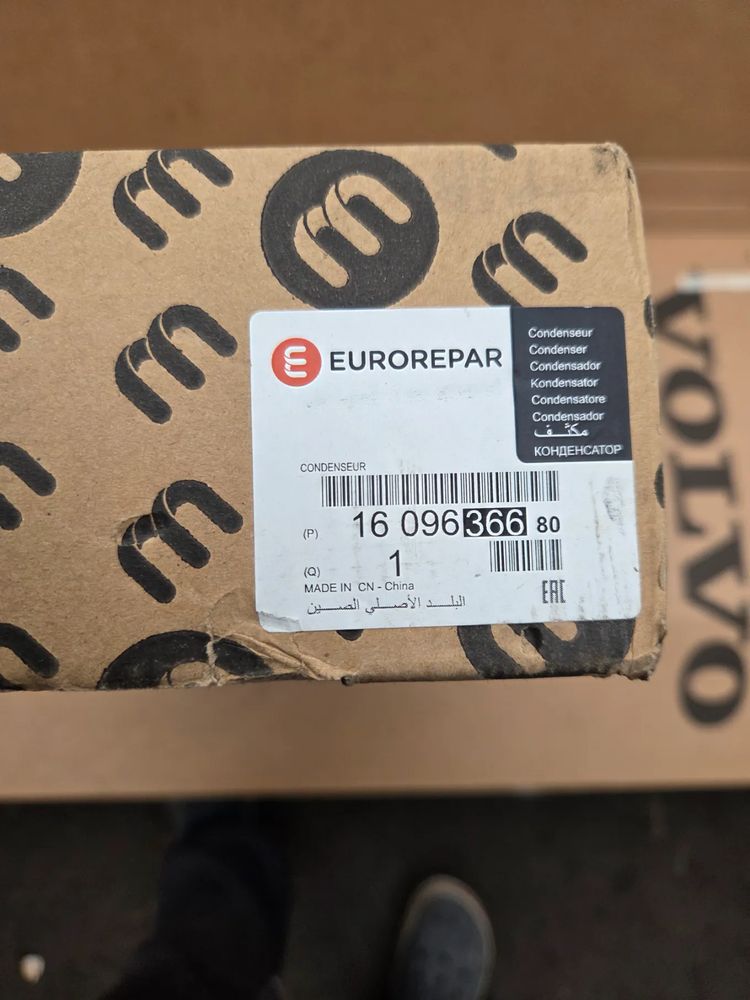 EUROREPAR
Condenseur
Condenser
Condensador
Kondensator
Condensatore
Condensador
مكثف
КОНДЕНСАТОР
CONDENSEUR
(P) 16 096 366 80
(Q) 1
MADE IN CN - China
البلد الأصلي الصين
EAC
VOLVO